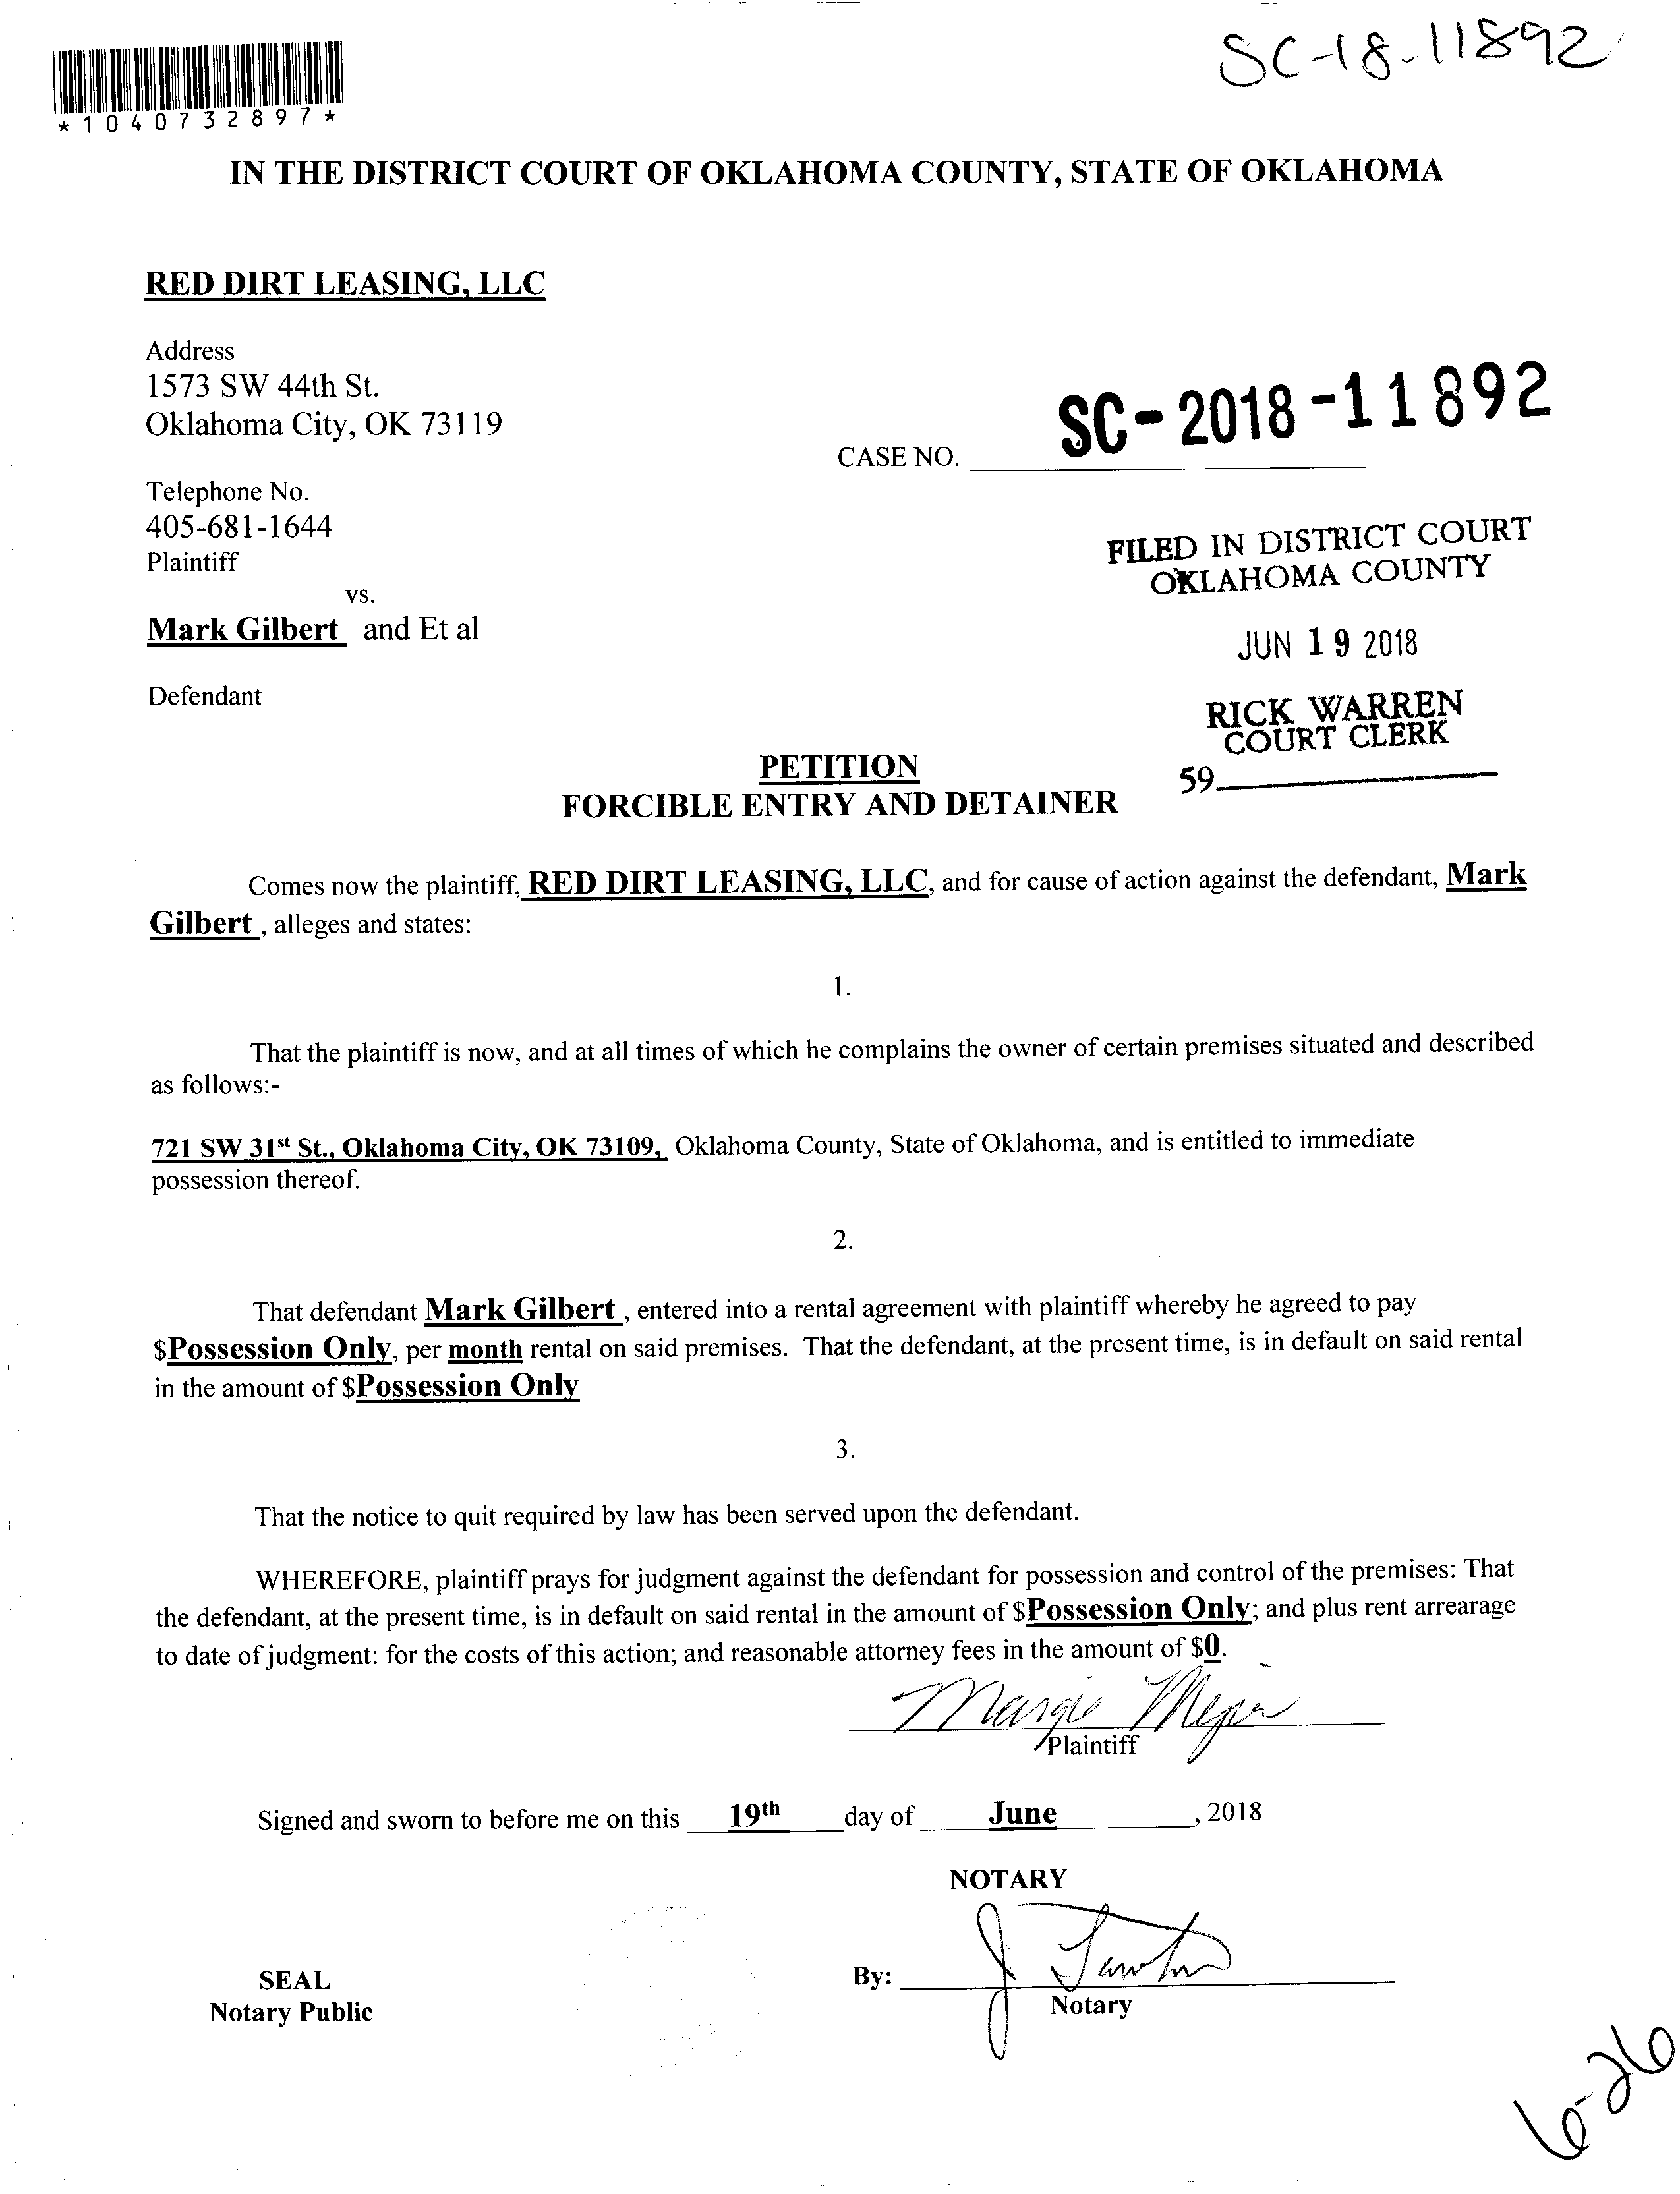 SC-18-11892
*1040732897*
IN THE DISTRICT COURT OF OKLAHOMA COUNTY, STATE OF OKLAHOMA
RED DIRT LEASING, LLC
Address
1573 SW 44th St.
Oklahoma City, OK 73119
CASE NO. SC-2018-11892
Telephone No.
405-681-1644
Plaintiff
FILED IN DISTRICT COURT
OKLAHOMA COUNTY
vs.
Mark Gilbert and Et al
JUN 19 2018
Defendant
RICK WARREN
COURT CLERK
59
PETITION
FORCIBLE ENTRY AND DETAINER
Comes now the plaintiff, RED DIRT LEASING, LLC, and for cause of action against the defendant, Mark
Gilbert , alleges and states:
1.
That the plaintiff is now, and at all times of which he complains the owner of certain premises situated and described
as follows:-
721 SW 31st St., Oklahoma City, OK 73109, Oklahoma County, State of Oklahoma, and is entitled to immediate
possession thereof.
2.
That defendant Mark Gilbert , entered into a rental agreement with plaintiff whereby he agreed to pay
$Possession Only, per month rental on said premises. That the defendant, at the present time, is in default on said rental
in the amount of $Possession Only
3.
That the notice to quit required by law has been served upon the defendant.
WHEREFORE, plaintiff prays for judgment against the defendant for possession and control of the premises: That
the defendant, at the present time, is in default on said rental in the amount of $Possession Only; and plus rent arrearage
to date of judgment: for the costs of this action; and reasonable attorney fees in the amount of $0.
Margie Meyer
Plaintiff
Signed and sworn to before me on this 19th day of June , 2018
NOTARY
SEAL
Notary Public
By: J
Notary
6-26